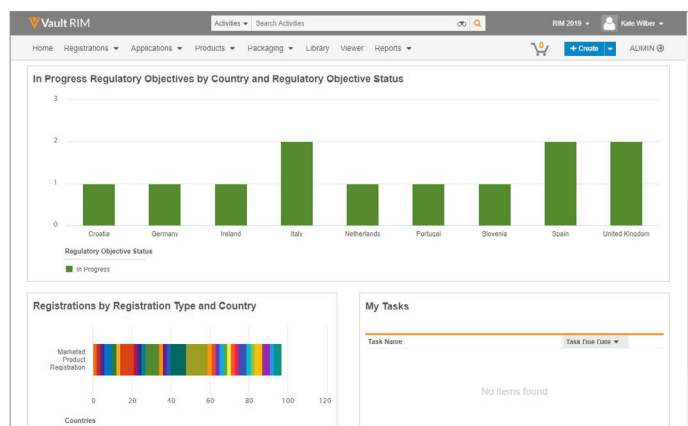 Vault RIM
Activities Search Activities
RIM 2019
Kate Wilber
Home Registrations Applications Products Packaging Library Viewer Reports
0
+ Create
ADMIN
In Progress Regulatory Objectives by Country and Regulatory Objective Status
3
2
1
0
Croatia Germany Ireland Italy Netherlands Portugal Slovenia Spain United Kingdom
Regulatory Objective Status
In Progress
Registrations by Registration Type and Country
Marketed
Product
Registration
0 20 40 60 80 100 120
Countries
My Tasks
Task Name Task Due Date
No items found